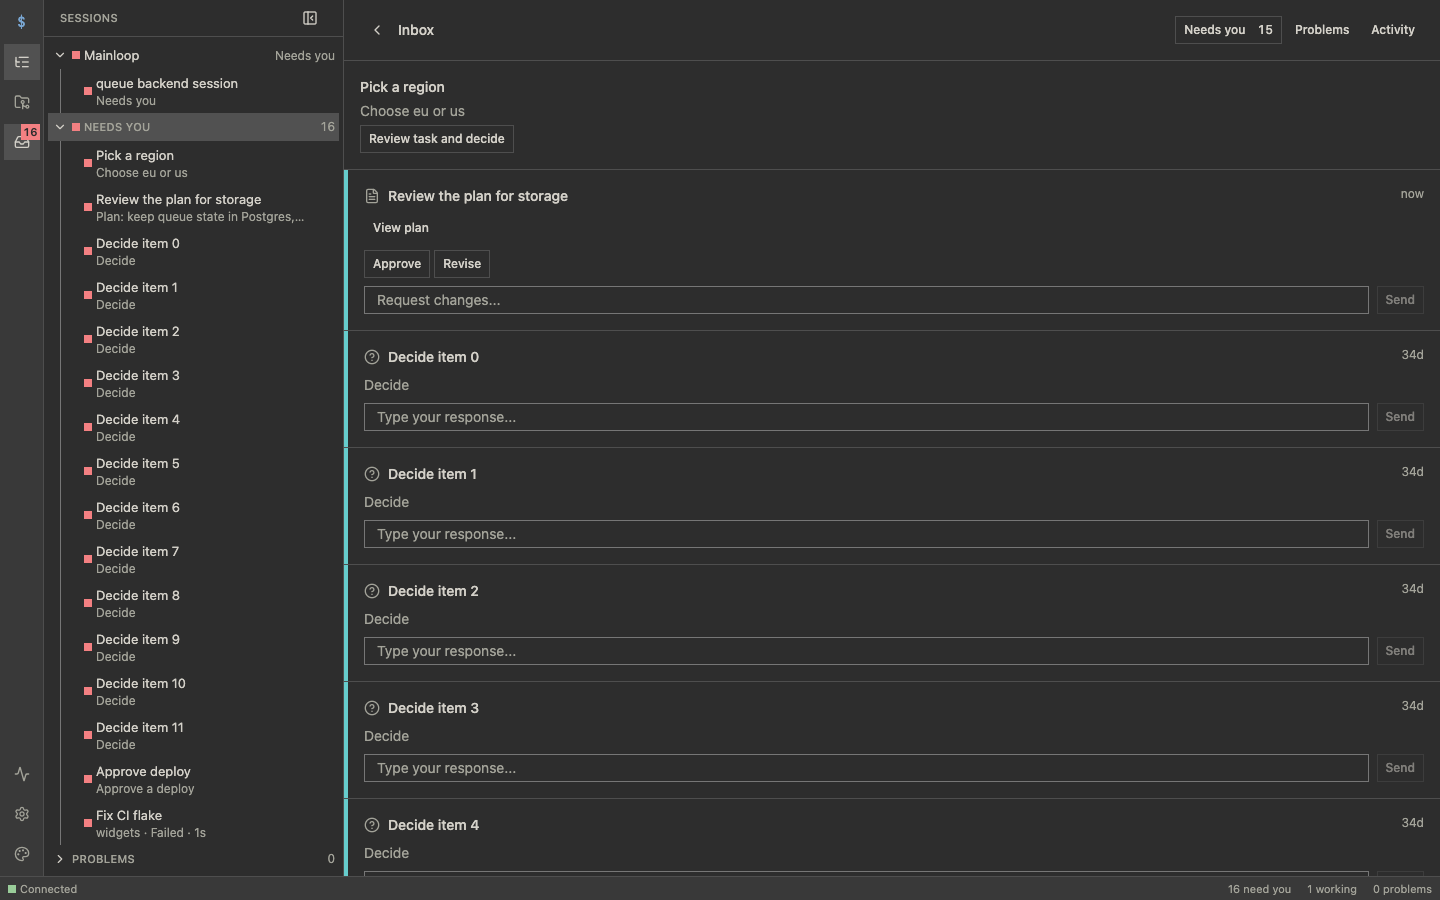 $
SESSIONS
Mainloop
Needs you
queue backend session
Needs you
NEEDS YOU
16
16
Pick a region
Choose eu or us
Review the plan for storage
Plan: keep queue state in Postgres,...
Decide item 0
Decide
Decide item 1
Decide
Decide item 2
Decide
Decide item 3
Decide
Decide item 4
Decide
Decide item 5
Decide
Decide item 6
Decide
Decide item 7
Decide
Decide item 8
Decide
Decide item 9
Decide
Decide item 10
Decide
Decide item 11
Decide
Approve deploy
Approve a deploy
Fix CI flake
widgets · Failed · 1s
PROBLEMS
0
Inbox
Needs you 15
Problems
Activity
Pick a region
Choose eu or us
Review task and decide
Review the plan for storage
now
View plan
Approve
Revise
Request changes...
Send
Decide item 0
34d
Decide
Type your response...
Send
Decide item 1
34d
Decide
Type your response...
Send
Decide item 2
34d
Decide
Type your response...
Send
Decide item 3
34d
Decide
Type your response...
Send
Decide item 4
34d
Decide
Connected
16 need you
1 working
0 problems